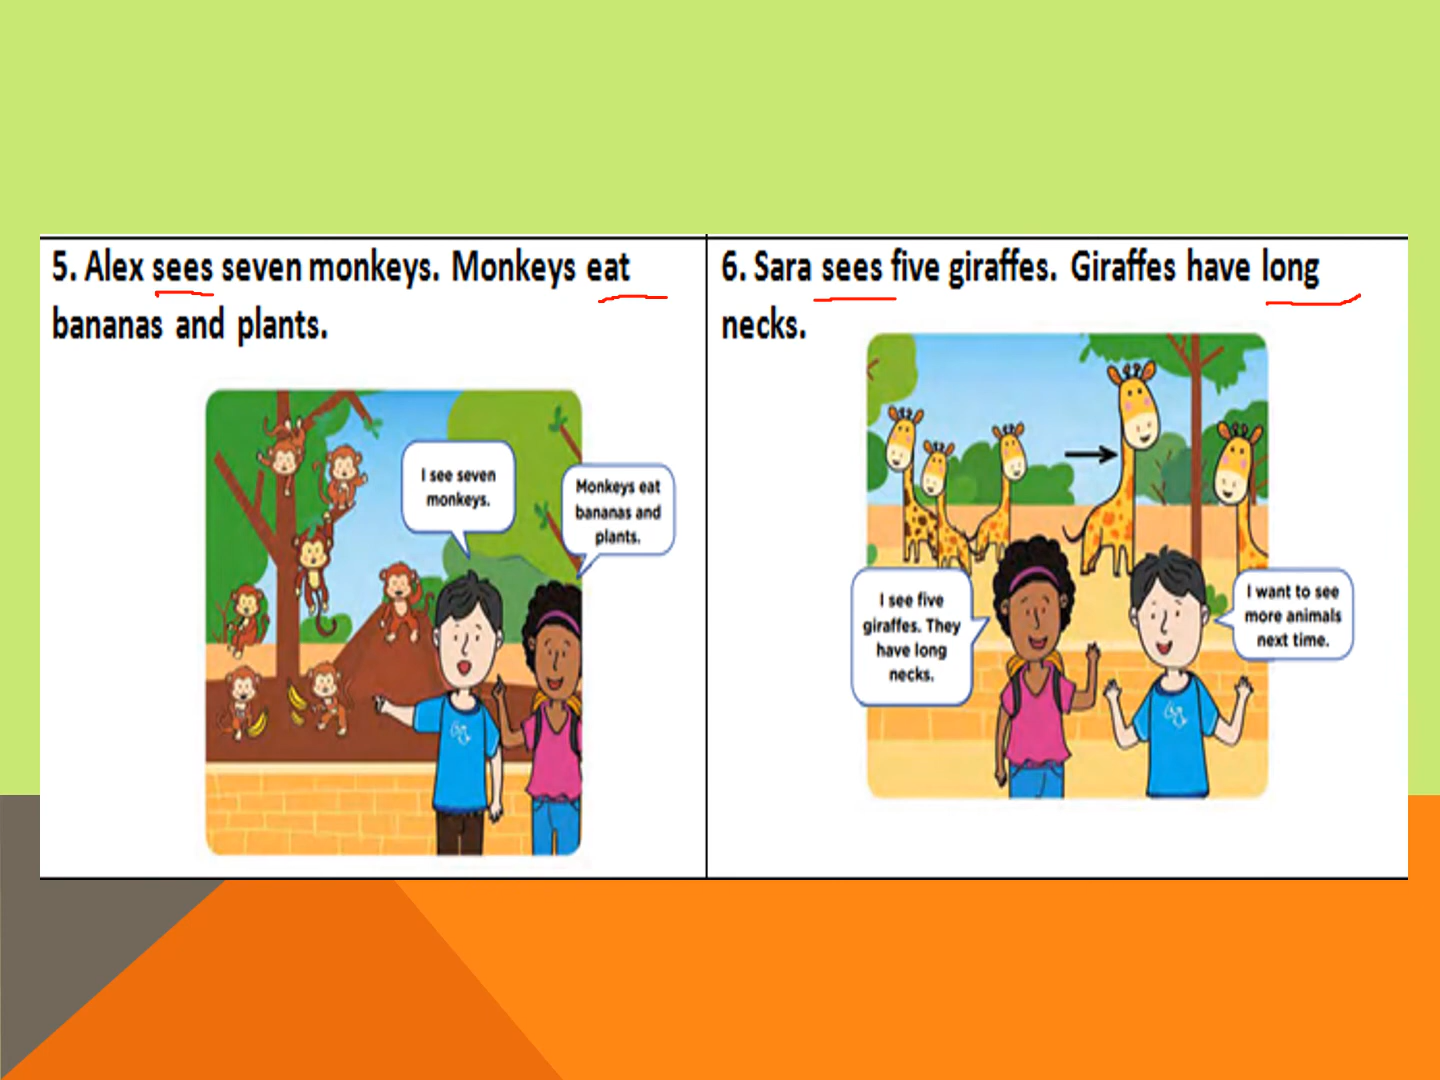 5. Alex sees seven monkeys. Monkeys eat
bananas and plants.
I see seven
monkeys.
Monkeys eat
bananas and
plants.
6. Sara sees five giraffes. Giraffes have long
necks.
I see five
giraffes. They
have long
necks.
I want to see
more animals
next time.